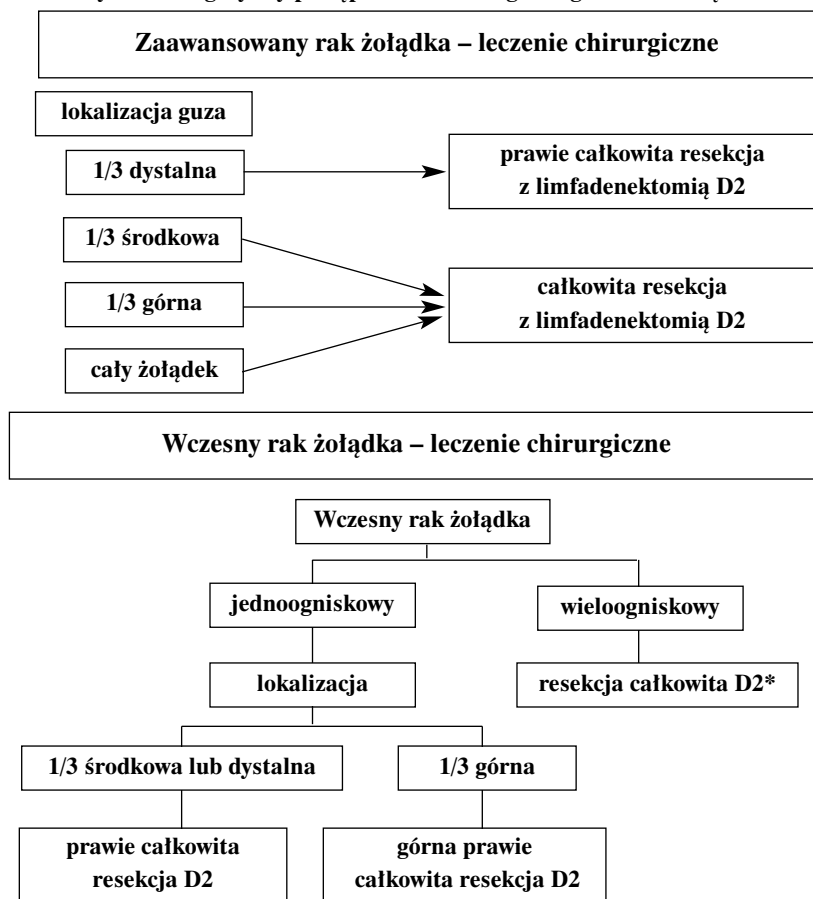 Zaawansowany rak żołądka – leczenie chirurgiczne
lokalizacja guza
1/3 dystalna
prawie całkowita resekcja
z limfadenektomią D2
1/3 środkowa
1/3 górna
całkowita resekcja
z limfadenektomią D2
cały żołądek
Wczesny rak żołądka – leczenie chirurgiczne
Wczesny rak żołądka
jednoogniskowy
wieloogniskowy
lokalizacja
resekcja całkowita D2*
1/3 środkowa lub dystalna
1/3 górna
prawie całkowita
resekcja D2
górna prawie
całkowita resekcja D2